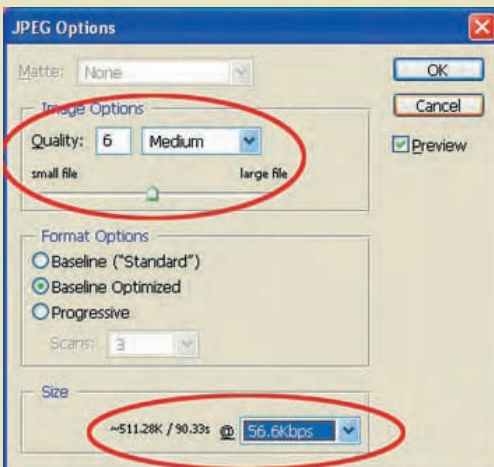 JPEG Options
Matte: None
OK
Image Options
Cancel
Quality: 6 Medium
Preview
small file large file
Format Options
Baseline ("Standard")
Baseline Optimized
Progressive
Scans: 3
Size
~511.28K / 90.33s @ 56.6Kbps